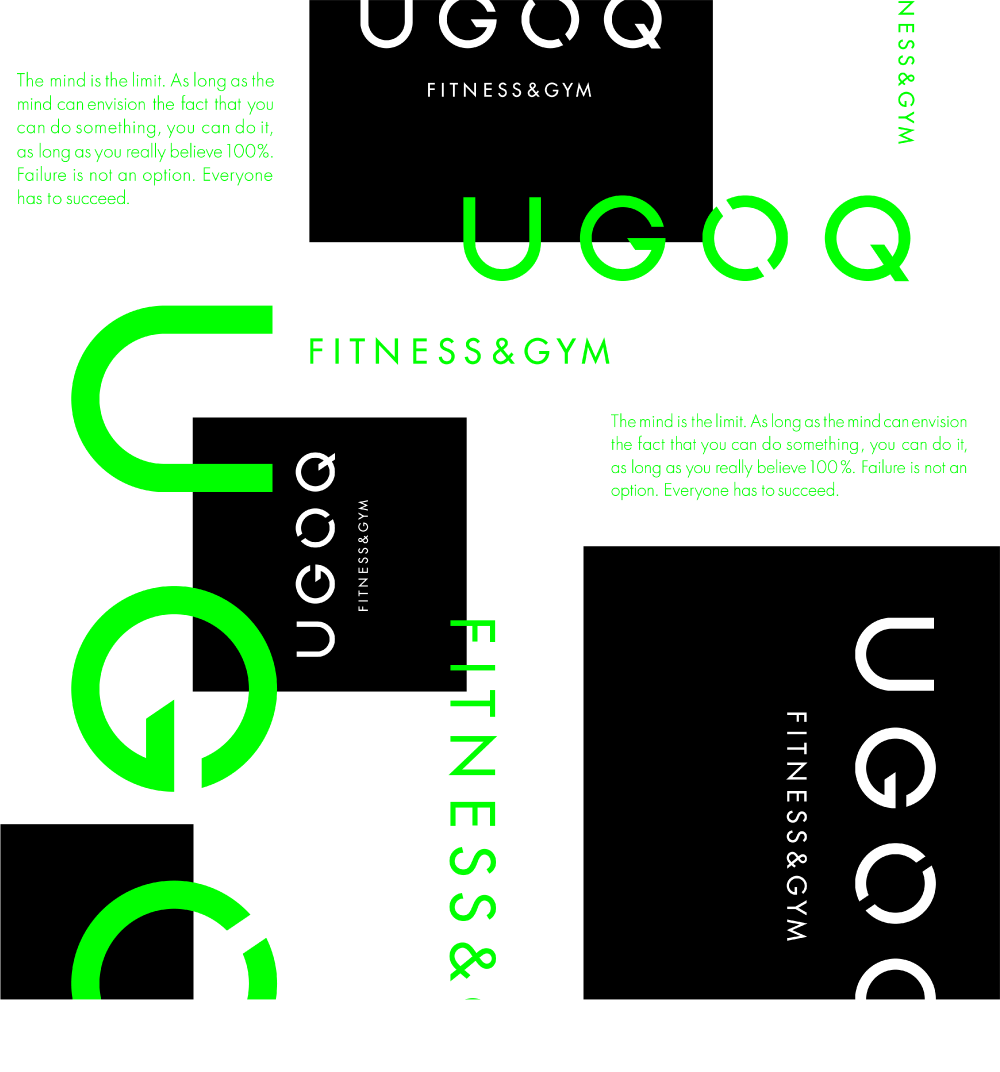 UGOQ
FITNESS&GYM
NESS&GYM
The mind is the limit. As long as the
mind can envision the fact that you
can do something, you can do it,
as long as you really believe 100%.
Failure is not an option. Everyone
has to succeed.
UGOQ
FITNESS&GYM
UGO
UGOQ
FITNESS&GYM
The mind is the limit. As long as the mind can envision
the fact that you can do something, you can do it,
as long as you really believe 100%. Failure is not an
option. Everyone has to succeed.
FITNESS&
UGO
FITNESS&GYM